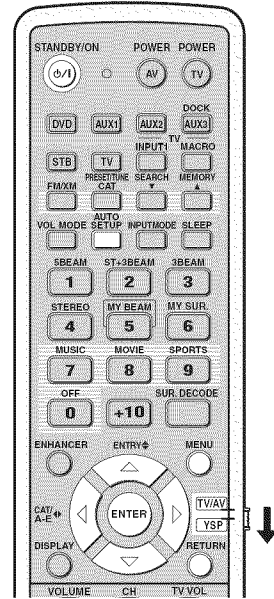 STANDBY/ON POWER POWER
AV TV
DOCK
DVD AUX1 AUX2 AUX3
TV
STB TV INPUT1 MACRO
FM/XM PRESET/TUNE CAT SEARCH MEMORY
VOL MODE AUTO SETUP INPUTMODE SLEEP
5BEAM ST+3BEAM 3BEAM
1 2 3
STEREO MY BEAM MY SUR.
4 5 6
MUSIC MOVIE SPORTS
7 8 9
OFF SUR. DECODE
0 +10
ENHANCER ENTRY MENU
CAT/ A-E ENTER TV/AV
YSP
DISPLAY RETURN
VOLUME CH TV VOL